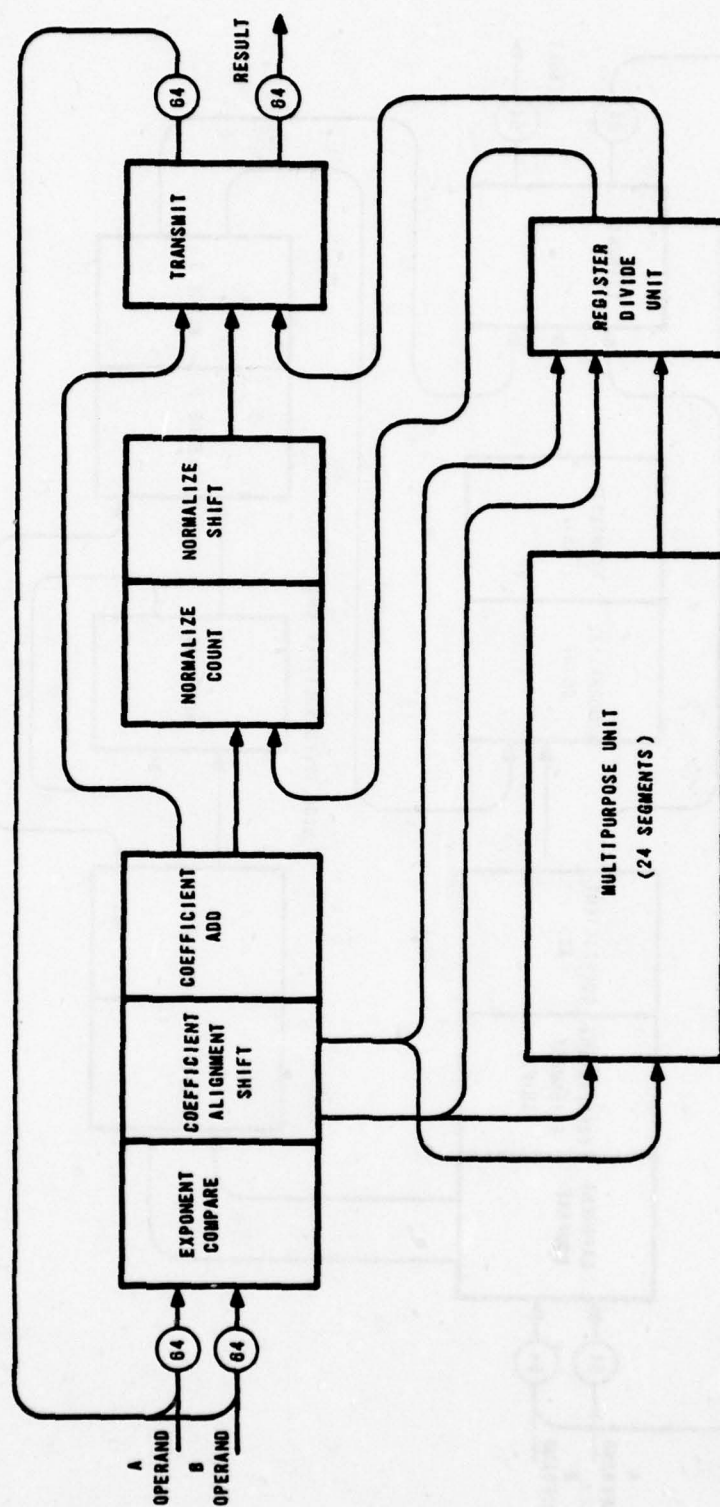 A
OPERAND
B
OPERAND
64
64
EXPONENT
COMPARE
COEFFICIENT
ALIGNMENT
SHIFT
COEFFICIENT
ADD
NORMALIZE
COUNT
NORMALIZE
SHIFT
TRANSMIT
64
64
RESULT
MULTIPURPOSE UNIT
(24 SEGMENTS)
REGISTER
DIVIDE
UNIT